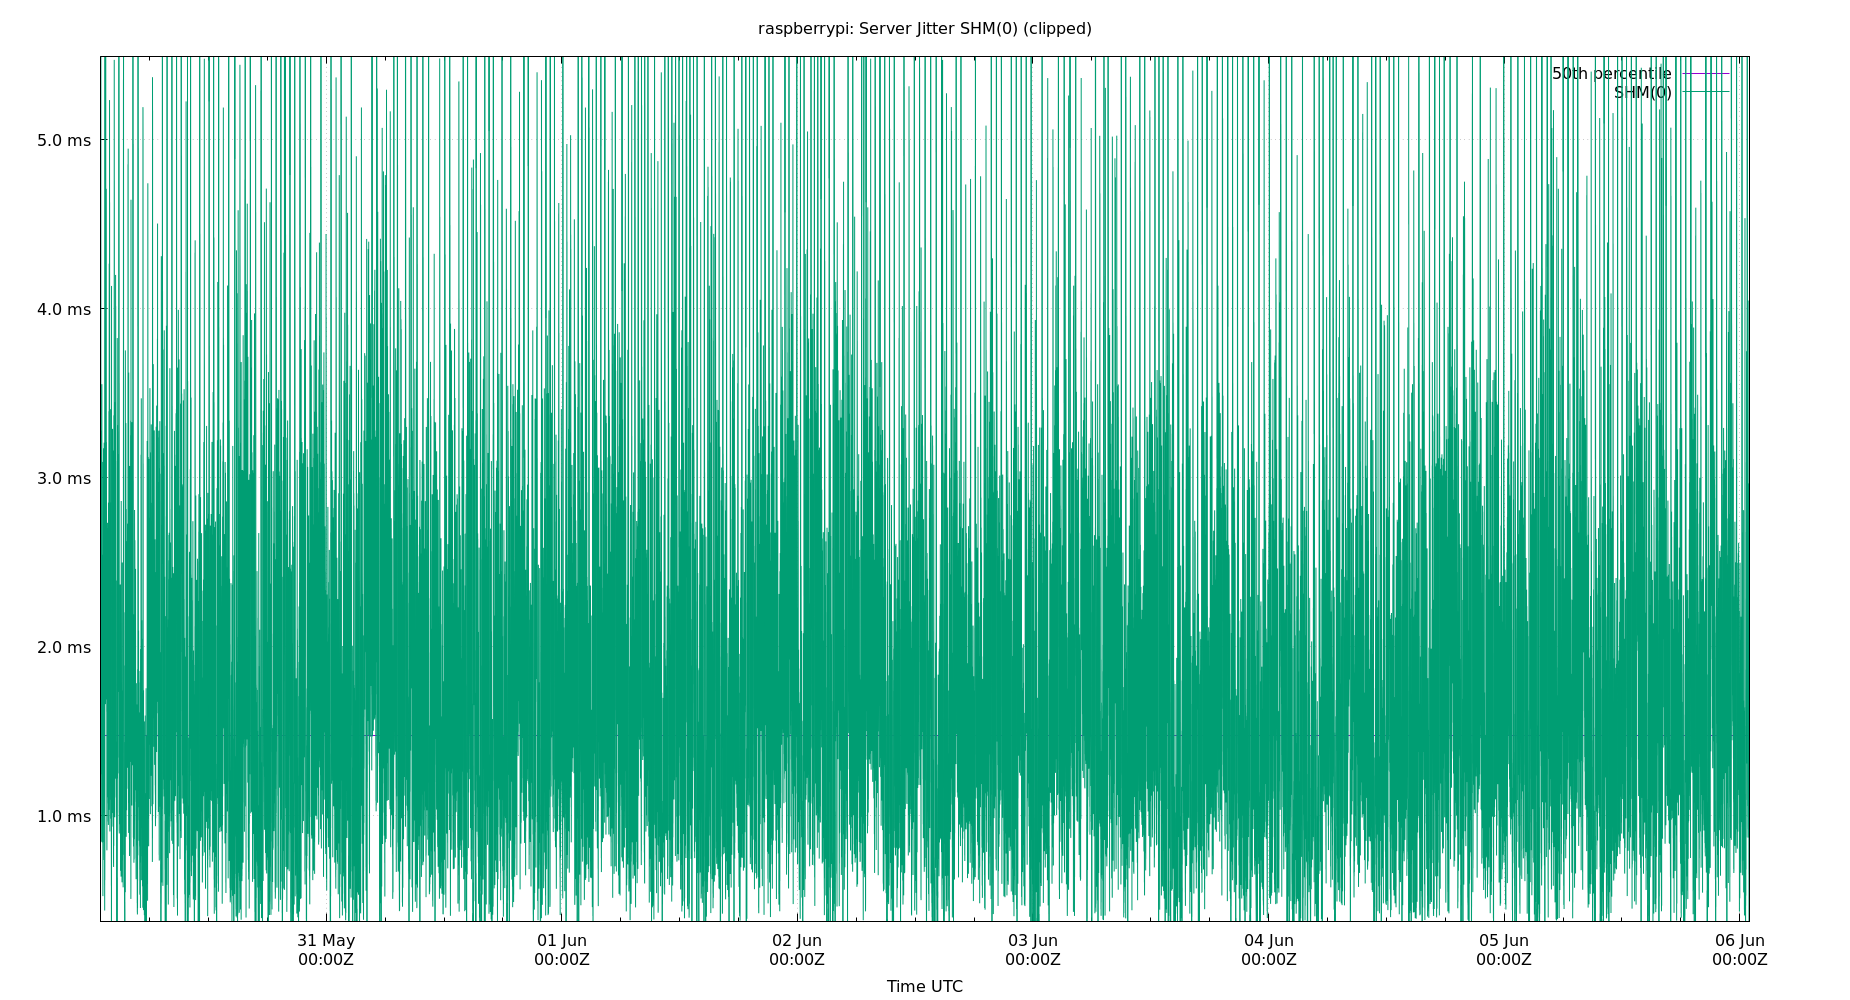 raspberrypi: Server Jitter SHM(0) (clipped)
50th percentile
SHM(0)
5.0 ms
4.0 ms
3.0 ms
2.0 ms
1.0 ms
31 May 01 Jun 02 Jun 03 Jun 04 Jun 05 Jun 06 Jun
00:00Z 00:00Z 00:00Z 00:00Z 00:00Z 00:00Z 00:00Z
Time UTC